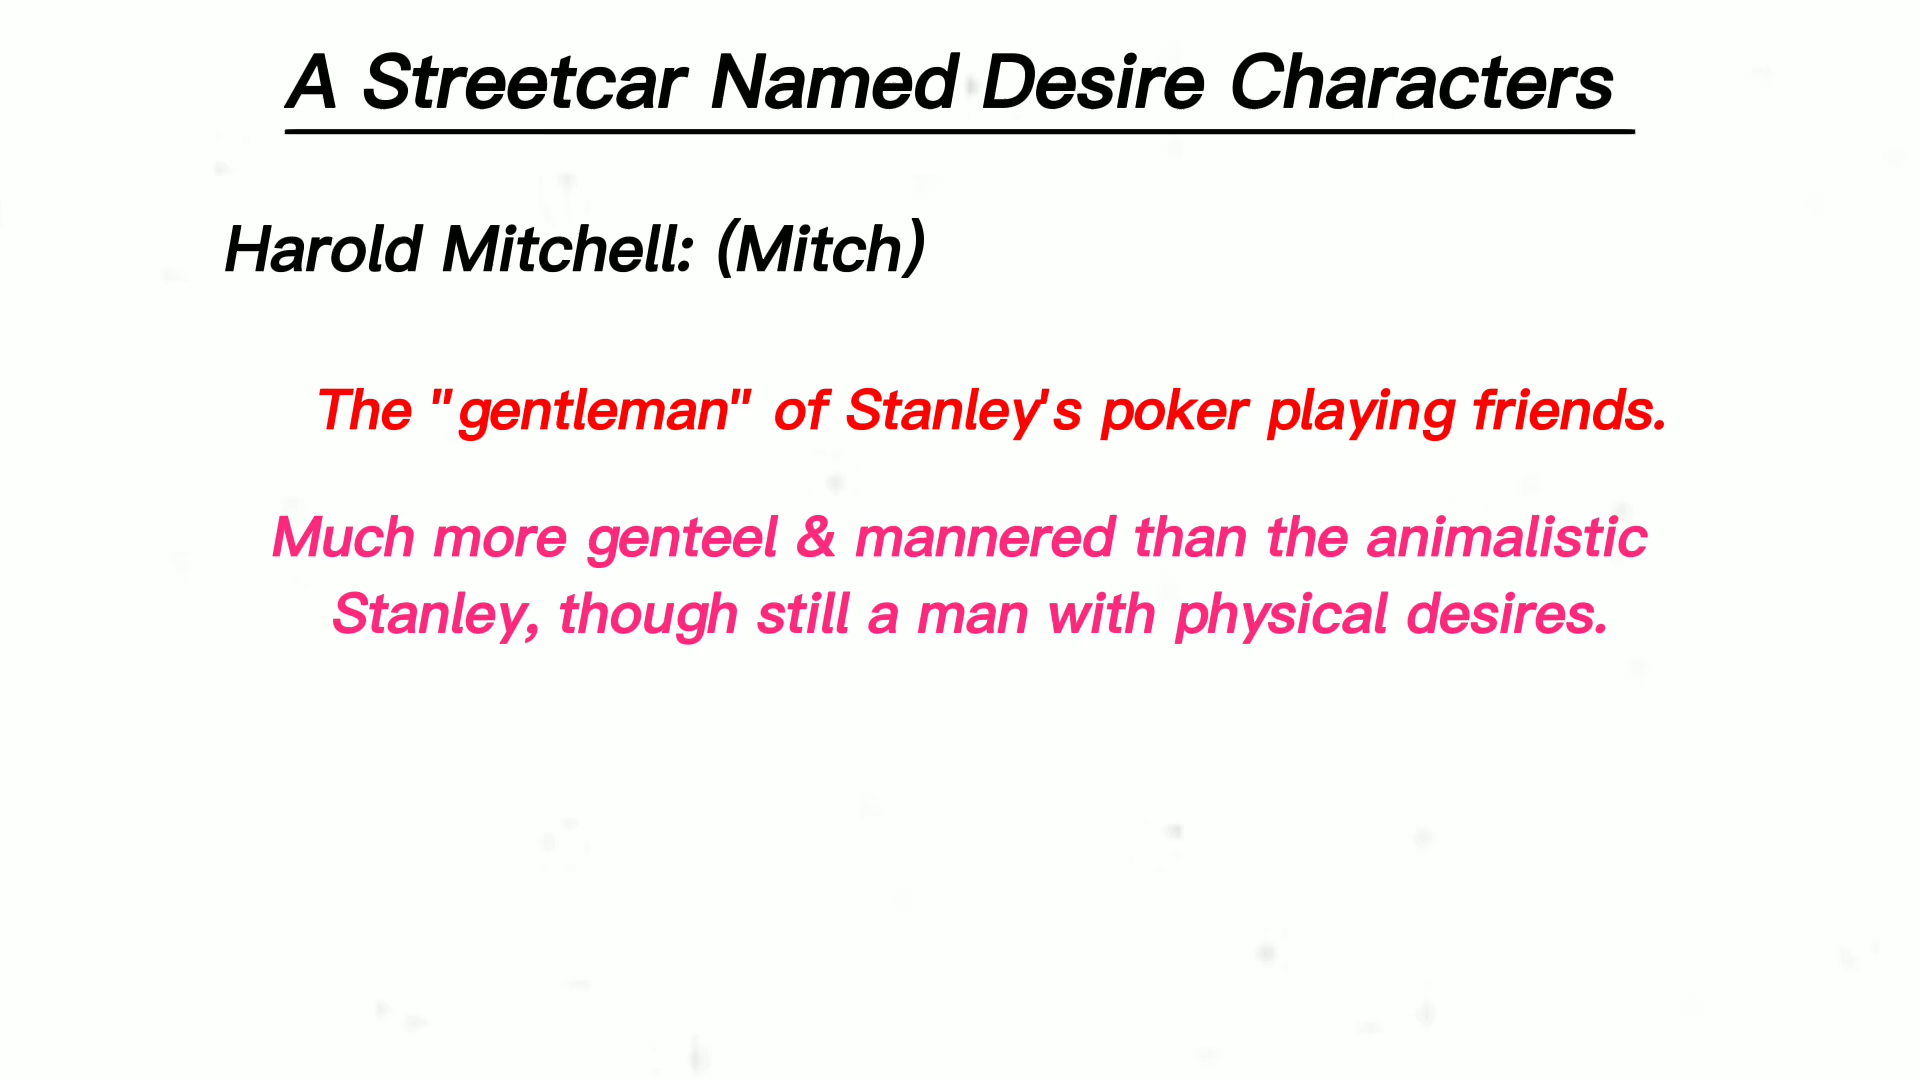 A Streetcar Named Desire Characters
Harold Mitchell: (Mitch)
The "gentleman" of Stanley's poker playing friends.
Much more genteel & mannered than the animalistic
Stanley, though still a man with physical desires.